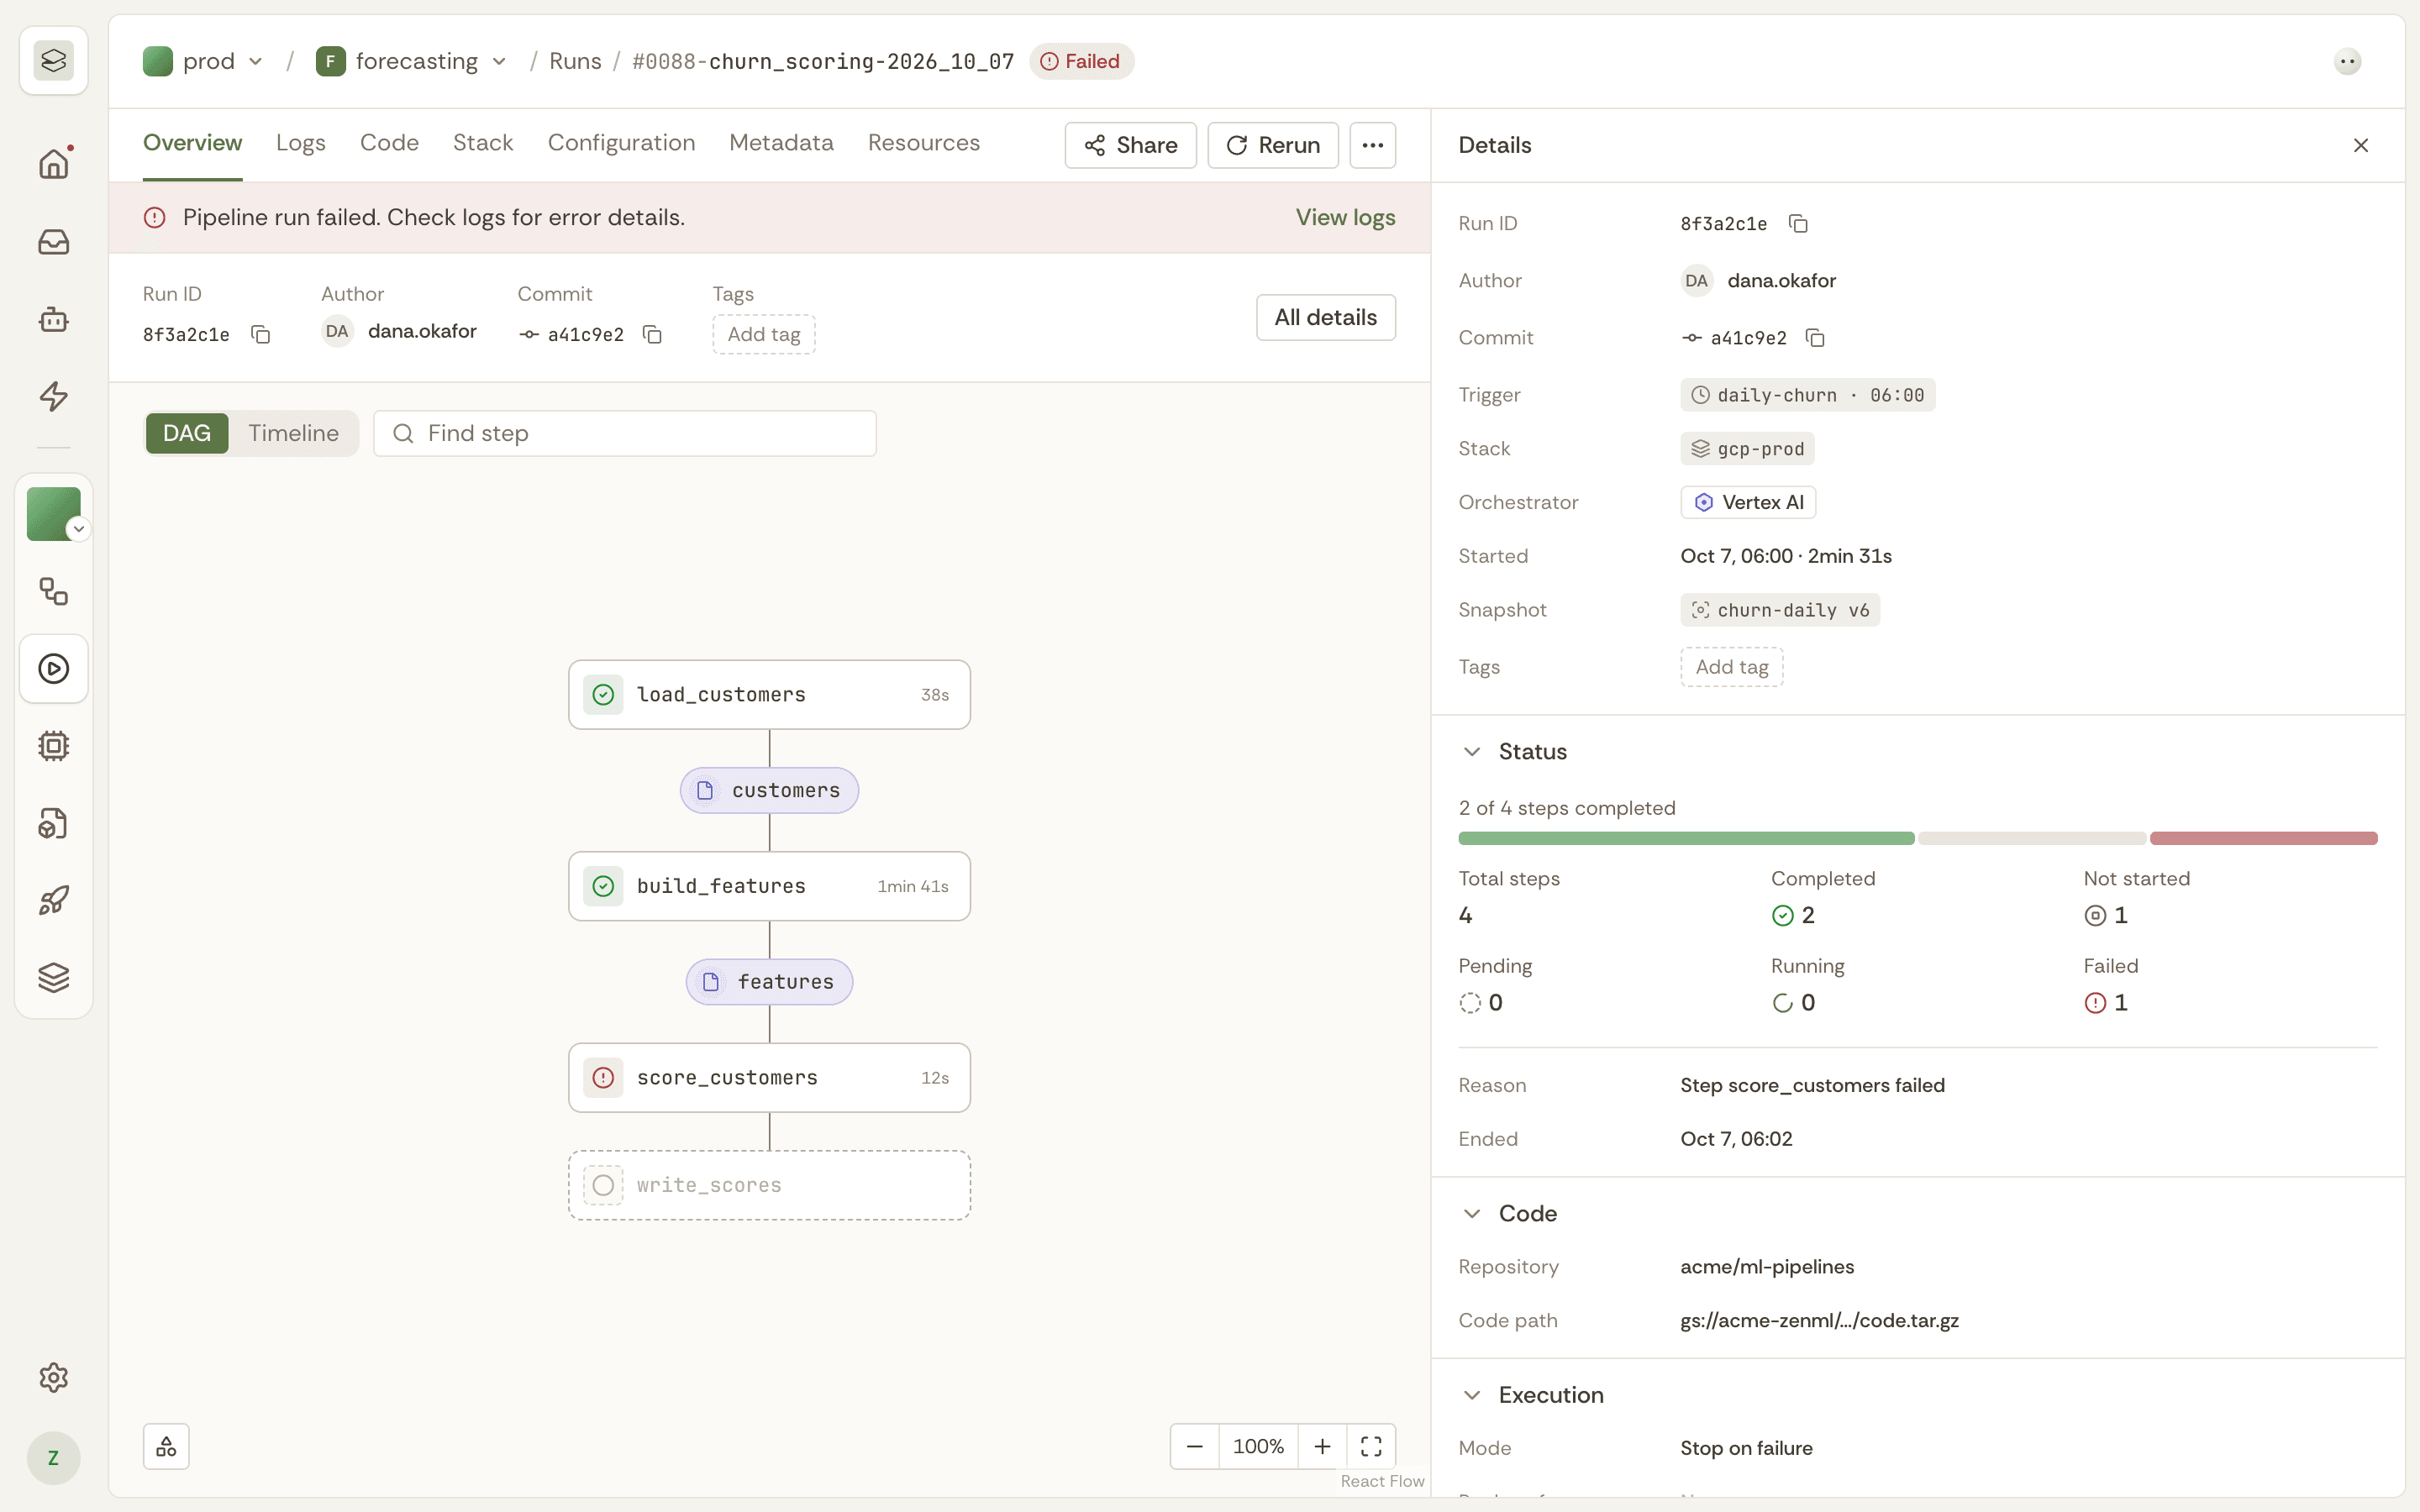 prod / F forecasting / Runs / #0088-churn_scoring-2026_10_07 Failed
Overview Logs Code Stack Configuration Metadata Resources Share Rerun
Pipeline run failed. Check logs for error details. View logs
Run ID Author Commit Tags
8f3a2c1e DA dana.okafor a41c9e2 Add tag
All details
DAG Timeline Find step
load_customers 38s
customers
build_features 1min 41s
features
score_customers 12s
write_scores
100%
React Flow
Z
Details
Run ID 8f3a2c1e
Author DA dana.okafor
Commit a41c9e2
Trigger daily-churn · 06:00
Stack gcp-prod
Orchestrator Vertex AI
Started Oct 7, 06:00 · 2min 31s
Snapshot churn-daily v6
Tags Add tag
Status
2 of 4 steps completed
Total steps Completed Not started
4 2 1
Pending Running Failed
0 0 1
Reason Step score_customers failed
Ended Oct 7, 06:02
Code
Repository acme/ml-pipelines
Code path gs://acme-zenml/.../code.tar.gz
Execution
Mode Stop on failure